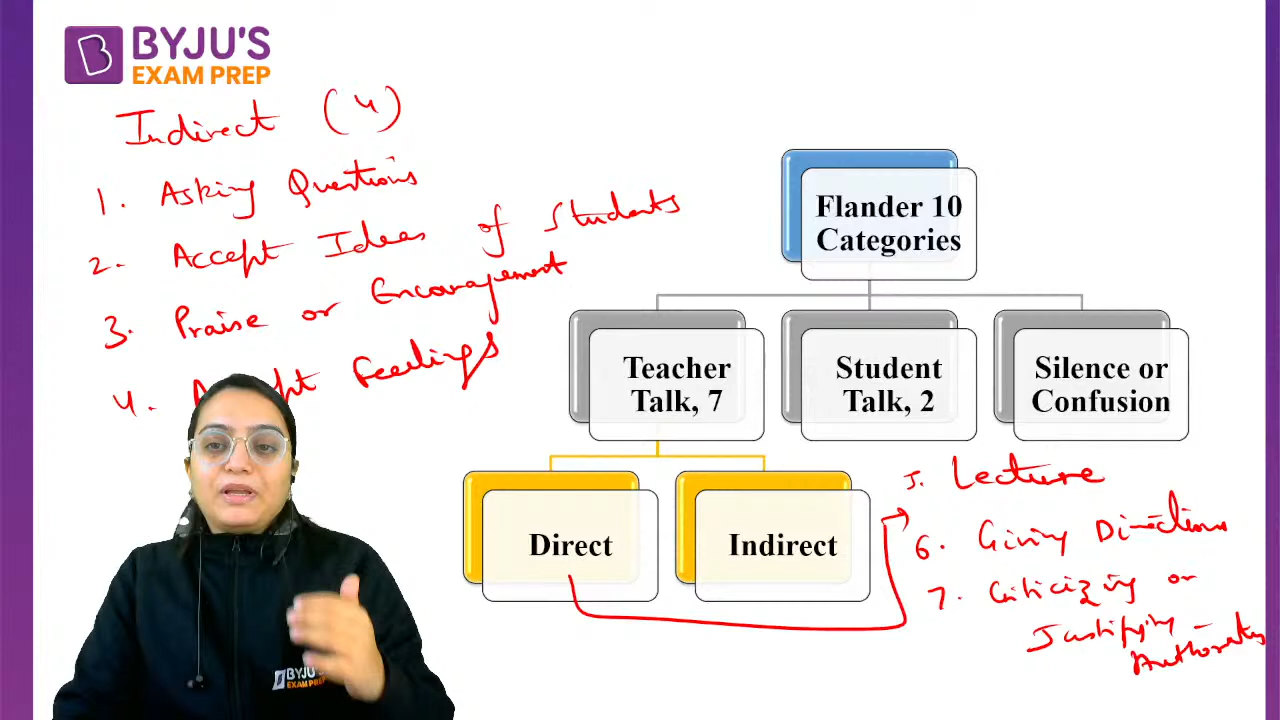 BYJU'S
EXAM PREP
Indirect (4)
1. Asking Questions
2. Accept Ideas of Students
3. Praise or Encouragement
4. Accept Feelings
Flander 10
Categories
Teacher
Talk, 7
Student
Talk, 2
Silence or
Confusion
Direct
Indirect
5. Lecture
6. Giving Directions
7. Criticizing or
Justifying
BYJU'S
EXAM PREP